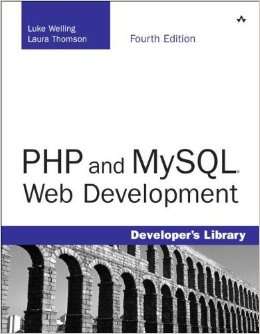 Luke Welling
Laura Thomson
Fourth Edition
PHP and MySQL®
Web Development
Developer's Library